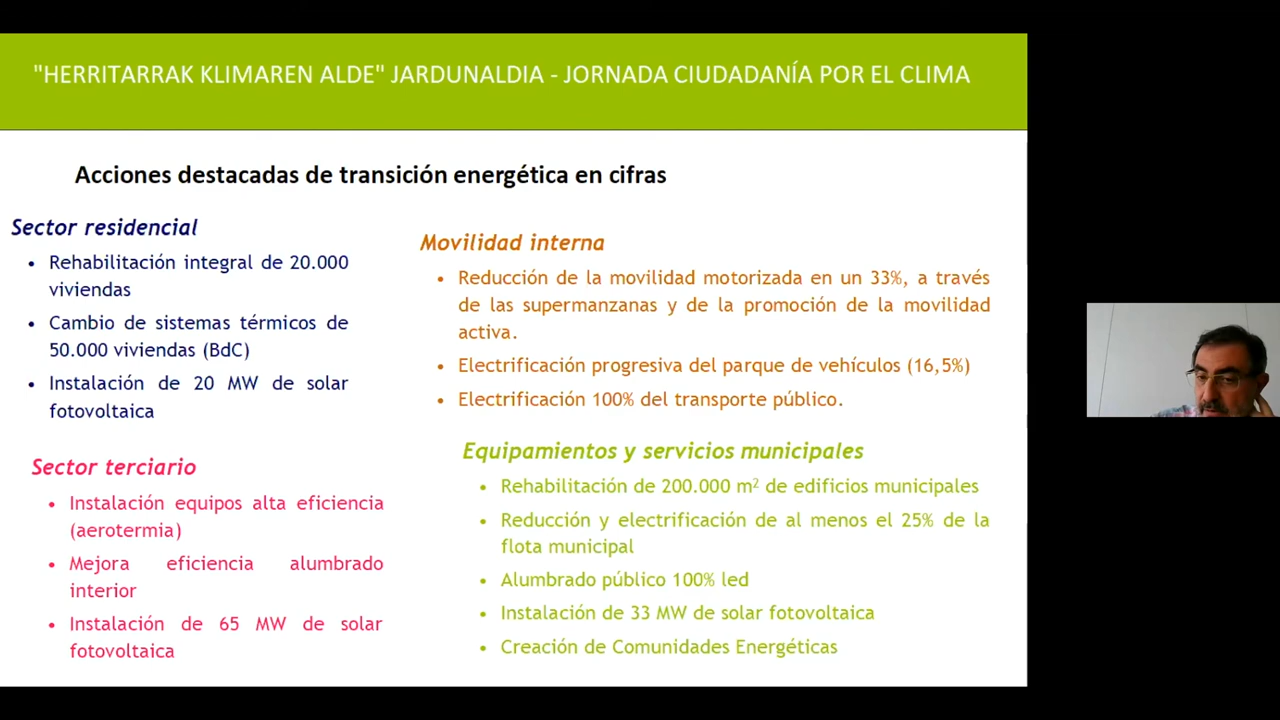 "HERRITARRAK KLIMAREN ALDE" JARDUNALDIA - JORNADA CIUDADANÍA POR EL CLIMA
Acciones destacadas de transición energética en cifras
Sector residencial
• Rehabilitación integral de 20.000
viviendas
• Cambio de sistemas térmicos de
50.000 viviendas (BdC)
• Instalación de 20 MW de solar
fotovoltaica
Sector terciario
• Instalación equipos alta eficiencia
(aerotermia)
• Mejora eficiencia alumbrado
interior
• Instalación de 65 MW de solar
fotovoltaica
Movilidad interna
• Reducción de la movilidad motorizada en un 33%, a través
de las supermanzanas y de la promoción de la movilidad
activa.
• Electrificación progresiva del parque de vehículos (16,5%)
• Electrificación 100% del transporte público.
Equipamientos y servicios municipales
• Rehabilitación de 200.000 m² de edificios municipales
• Reducción y electrificación de al menos el 25% de la
flota municipal
• Alumbrado público 100% led
• Instalación de 33 MW de solar fotovoltaica
• Creación de Comunidades Energéticas